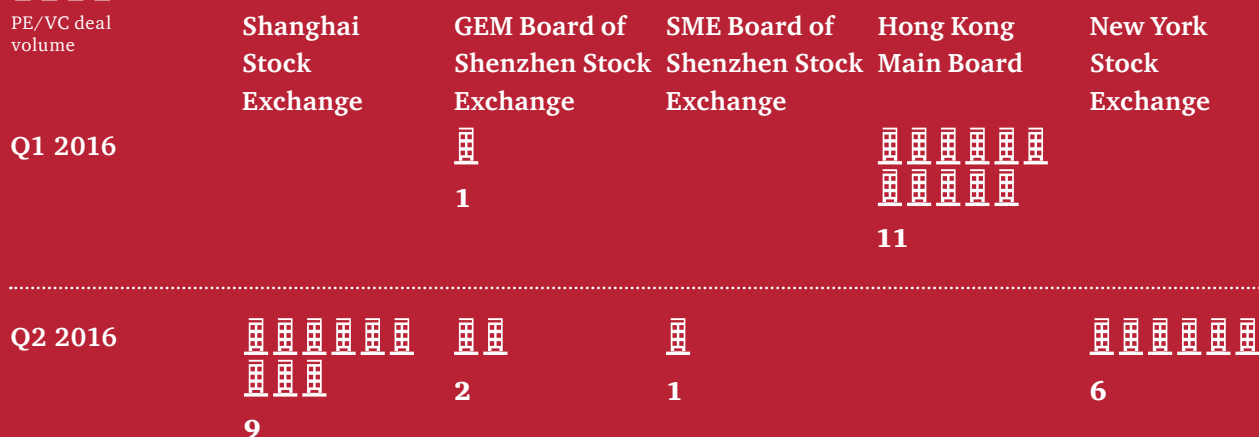 PE/VC deal
volume
Shanghai
Stock
Exchange
GEM Board of
Shenzhen Stock
Exchange
SME Board of
Shenzhen Stock
Exchange
Hong Kong
Main Board
New York
Stock
Exchange
Q1 2016
1
11
Q2 2016
9
2
1
6